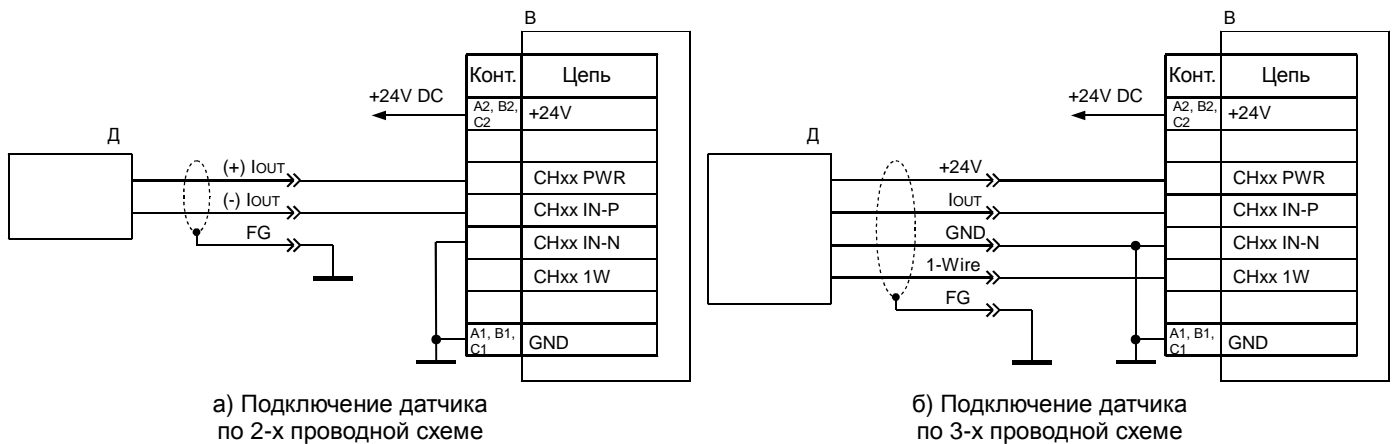 В
Конт. Цепь
+24V DC
A2, B2, C2
+24V
Д
(+) IOUT
CHxx PWR
(-) IOUT
CHxx IN-P
FG
CHxx IN-N
CHxx 1W
A1, B1, C1
GND
а) Подключение датчика
по 2-х проводной схеме
В
Конт. Цепь
+24V DC
A2, B2, C2
+24V
Д
+24V
CHxx PWR
IOUT
CHxx IN-P
GND
CHxx IN-N
1-Wire
CHxx 1W
FG
A1, B1, C1
GND
б) Подключение датчика
по 3-х проводной схеме